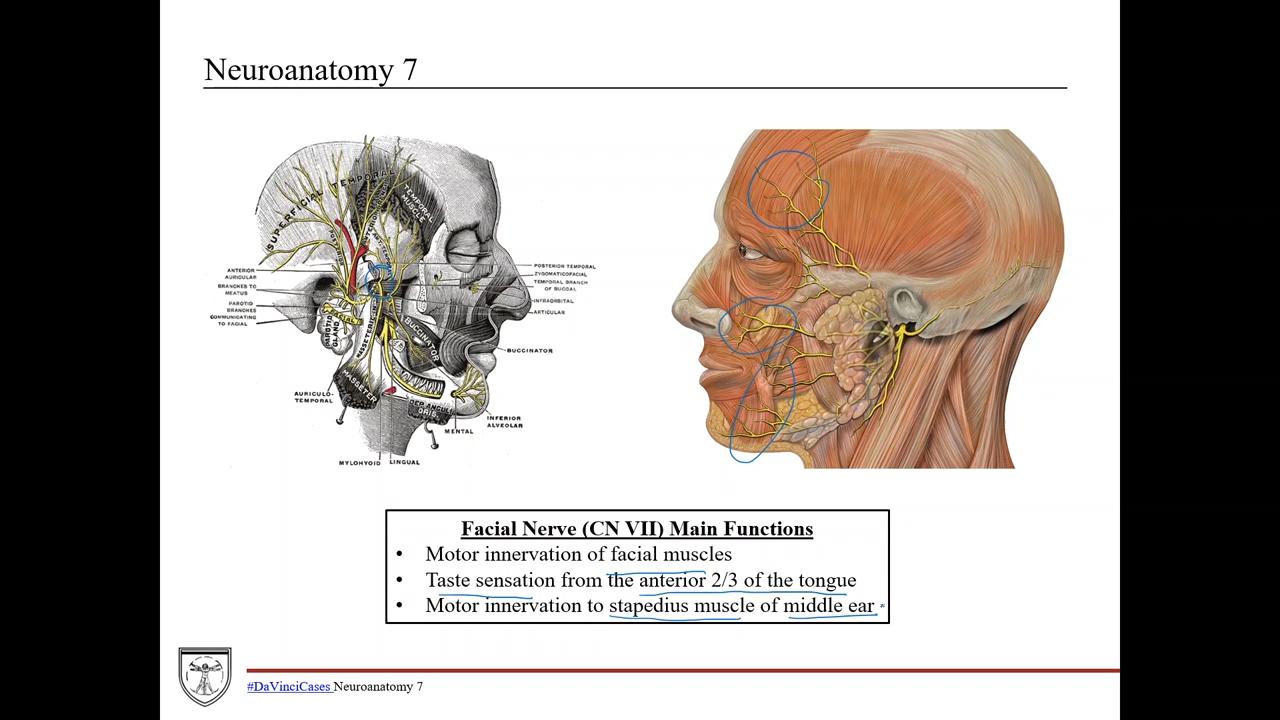 Neuroanatomy 7
SUPERFICIAL TEMPORAL
TEMPORAL
MUSCLE
ANTERIOR
AURICULAR
BRANCHES TO
MEATUS
PAROTID
BRANCHES
COMMUNICATING
TO FACIAL
PAROTID
GLAND
MASSETERIC
BUCCINATOR
MASSETER
AURICULO-
TEMPORAL
MYLOHYOID
LINGUAL
MENTAL
INFERIOR
ALVEOLAR
POSTERIOR TEMPORAL
ZYGOMATICOFACIAL
TEMPORAL BRANCH
OF BUCCAL
INFRAORBITAL
ARTICULAR
BUCCINATOR
Facial Nerve (CN VII) Main Functions
• Motor innervation of facial muscles
• Taste sensation from the anterior 2/3 of the tongue
• Motor innervation to stapedius muscle of middle ear
#DaVinciCases Neuroanatomy 7